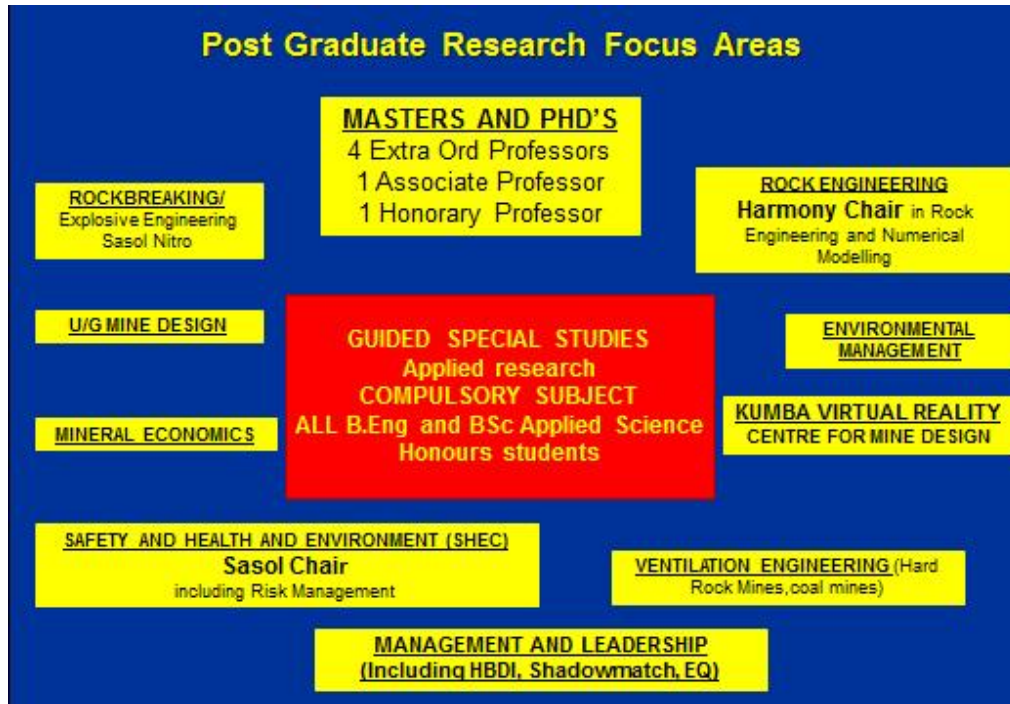 Post Graduate Research Focus Areas
MASTERS AND PHD'S
4 Extra Ord Professors
1 Associate Professor
1 Honorary Professor
ROCKBREAKING/
Explosive Engineering
Sasol Nitro
ROCK ENGINEERING
Harmony Chair in Rock
Engineering and Numerical
Modelling
U/G MINE DESIGN
GUIDED SPECIAL STUDIES
Applied research
COMPULSORY SUBJECT
ALL B.Eng and BSc Applied Science
Honours students
ENVIRONMENTAL
MANAGEMENT
MINERAL ECONOMICS
KUMBA VIRTUAL REALITY
CENTRE FOR MINE DESIGN
SAFETY AND HEALTH AND ENVIRONMENT (SHEC)
Sasol Chair
including Risk Management
VENTILATION ENGINEERING (Hard
Rock Mines,coal mines)
MANAGEMENT AND LEADERSHIP
(Including HBDI, Shadowmatch, EQ)